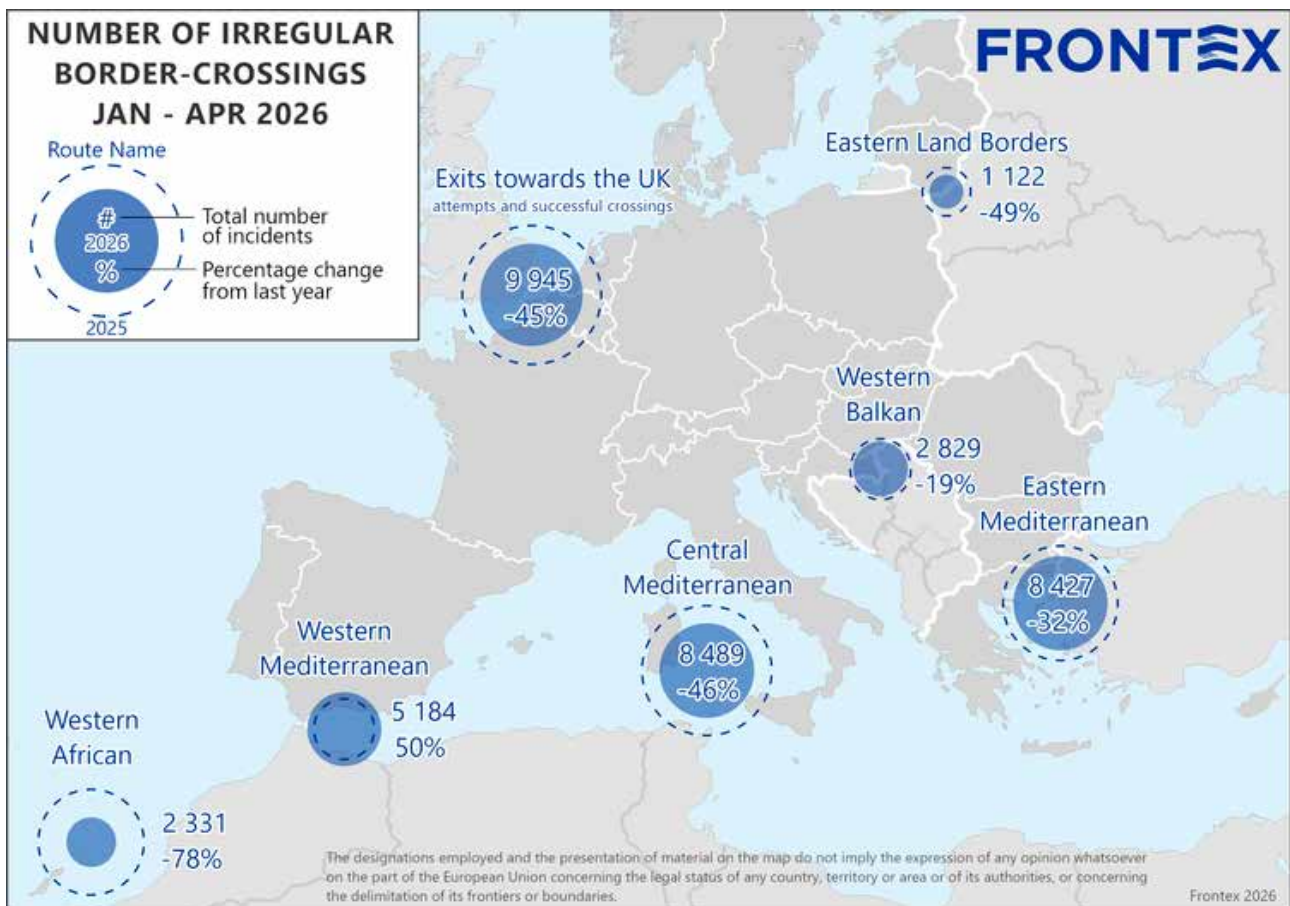 NUMBER OF IRREGULAR
BORDER-CROSSINGS
JAN - APR 2026
Route Name
#
2026
%
Total number
of incidents
Percentage change
from last year
2025
FRONTEX
Eastern Land Borders
1 122
-49%
Exits towards the UK
attempts and successful crossings
9 945
-45%
Western
Balkan
2 829
-19%
Eastern
Mediterranean
8 427
-32%
Central
Mediterranean
8 489
-46%
Western
Mediterranean
5 184
50%
Western
African
2 331
-78%
The designations employed and the presentation of material on the map do not imply the expression of any opinion whatsoever
on the part of the European Union concerning the legal status of any country, territory or area or of its authorities, or concerning
the delimitation of its frontiers or boundaries.
Frontex 2026